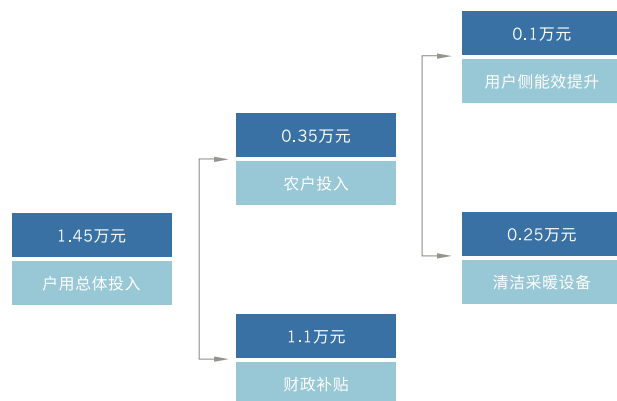 0.1万元
用户侧能效提升
0.35万元
农户投入
1.45万元
户用总体投入
0.25万元
清洁采暖设备
1.1万元
财政补贴